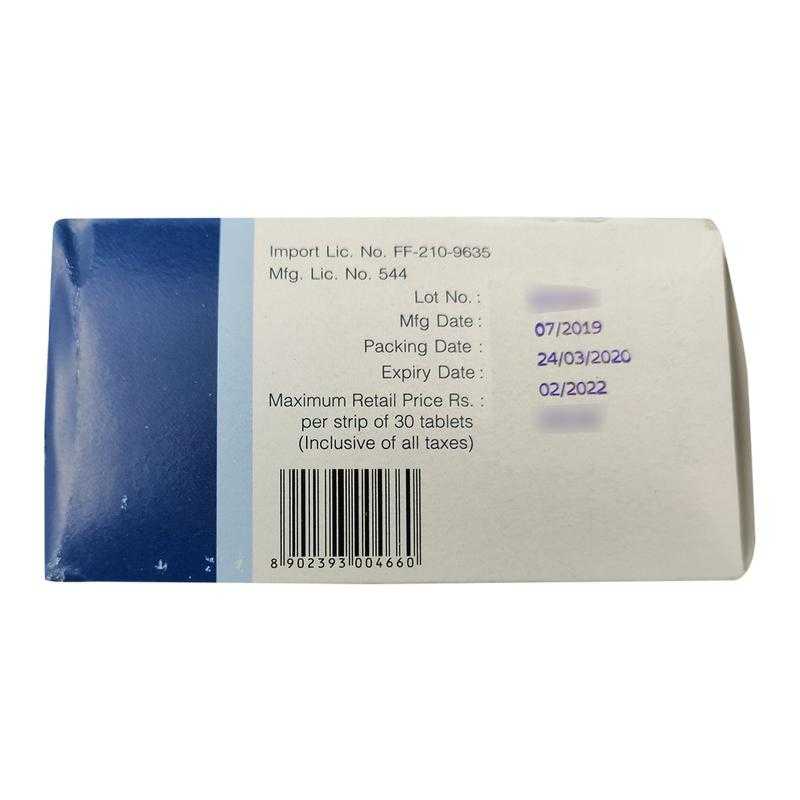 Import Lic. No. FF-210-9635
Mfg. Lic. No. 544
Lot No. :
Mfg Date : 07/2019
Packing Date : 24/03/2020
Expiry Date : 02/2022
Maximum Retail Price Rs. :
per strip of 30 tablets
(Inclusive of all taxes)
8 902393 004660